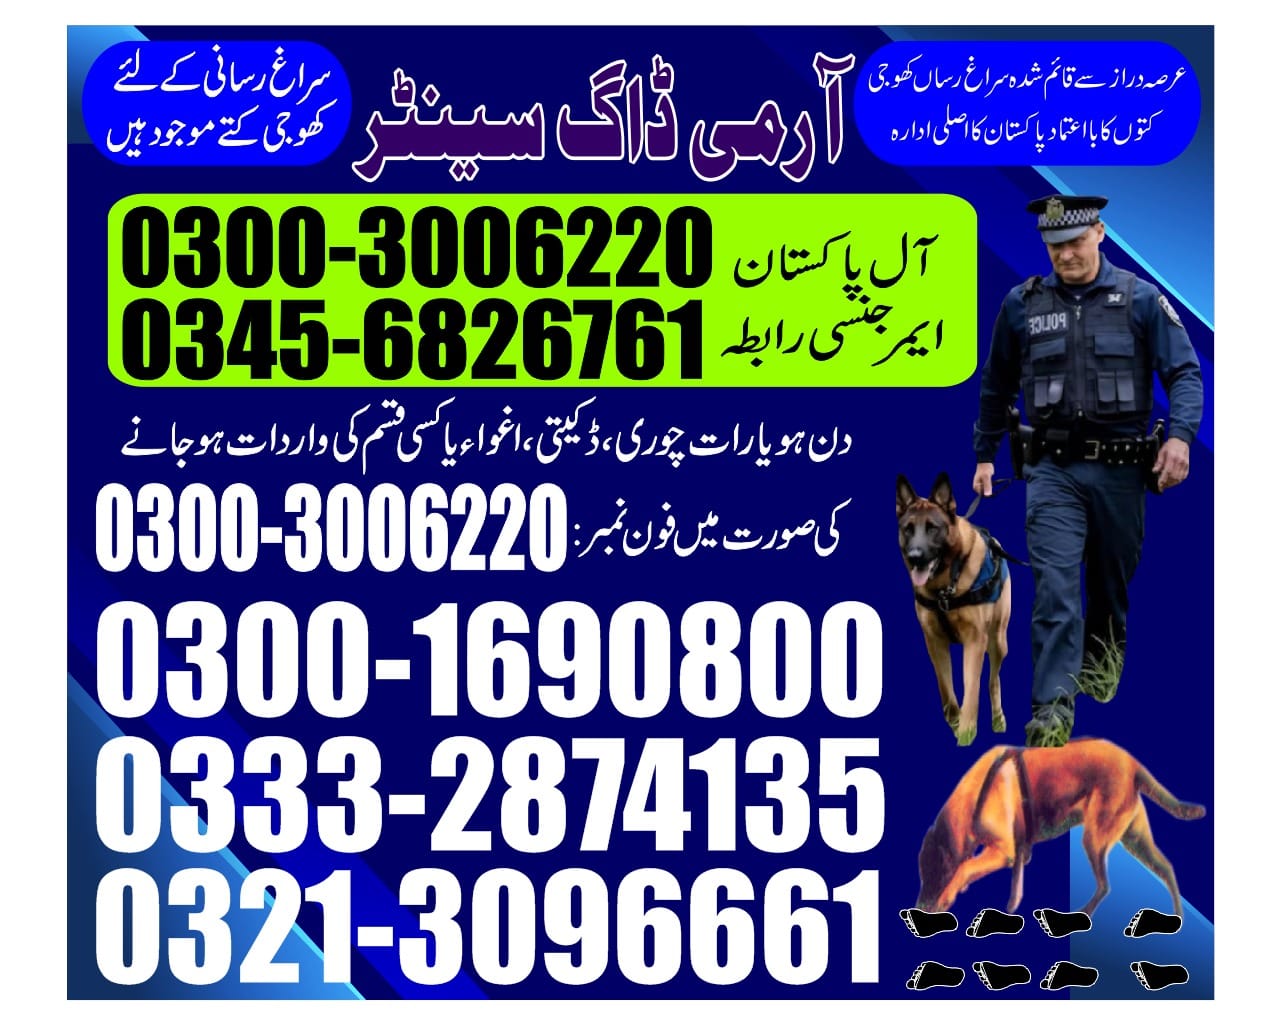 عرصہ دراز سے قائم شدہ سراغ رساں کھوجی
کتوں کا بااعتماد پاکستان کا اصلی ادارہ
آرمی ڈاگ سینٹر
سراغ رسانی کے لئے
کھوجی کتے موجود ہیں
آل پاکستان 0300-3006220
ایمرجنسی رابطہ 0345-6826761
دن ہو یا رات چوری، ڈکیتی، اغواء یا کسی قسم کی واردات ہو جانے
کی صورت میں فون نمبر: 0300-3006220
0300-1690800
0333-2874135
0321-3096661
POLICE